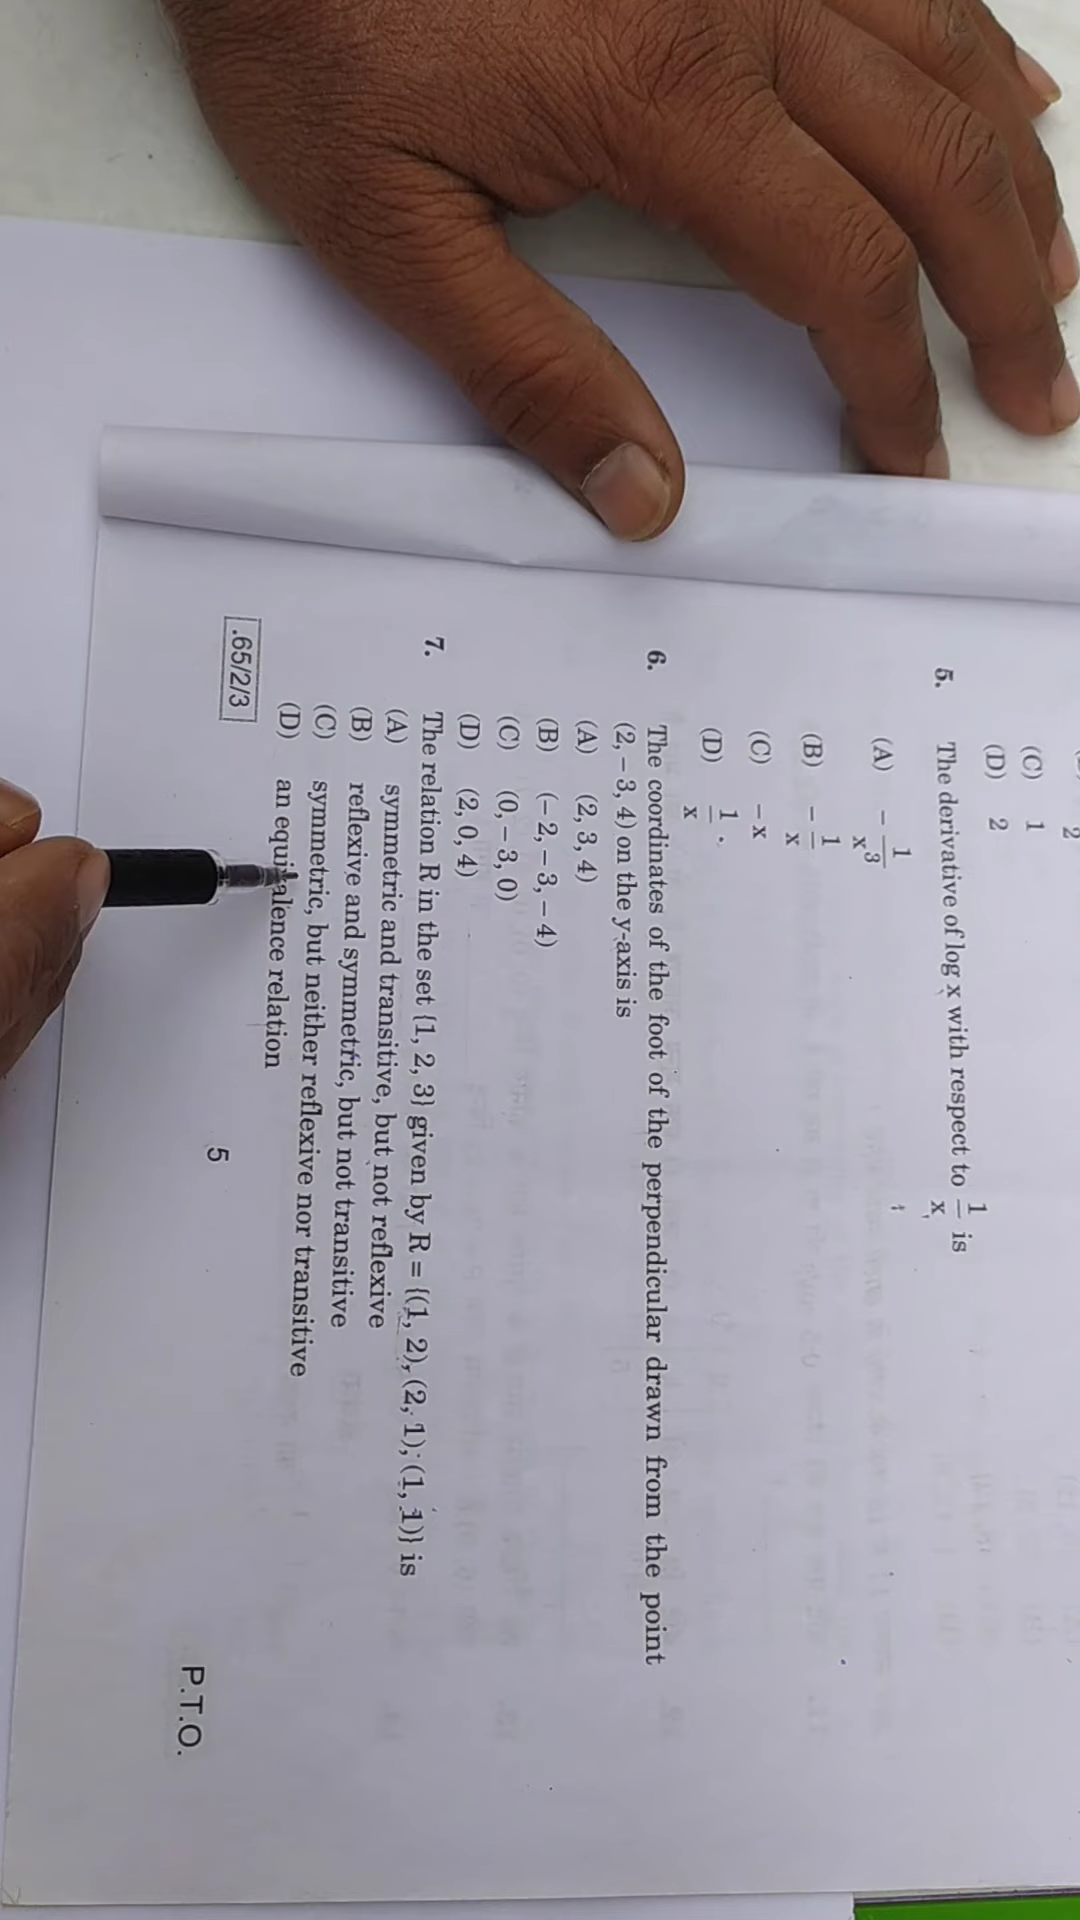 2
(C) 1
(D) 2
5. The derivative of log x with respect to 1/x is
(A) - 1/x³
(B) - 1/x
(C) - x
(D) 1/x
6. The coordinates of the foot of the perpendicular drawn from the point
(2, - 3, 4) on the y-axis is
(A) (2, 3, 4)
(B) (- 2, - 3, - 4)
(C) (0, - 3, 0)
(D) (2, 0, 4)
7. The relation R in the set {1, 2, 3} given by R = {(1, 2), (2, 1), (1, 1)} is
(A) symmetric and transitive, but not reflexive
(B) reflexive and symmetric, but not transitive
(C) symmetric, but neither reflexive nor transitive
(D) an equivalence relation
.65/2/3
5
P.T.O.